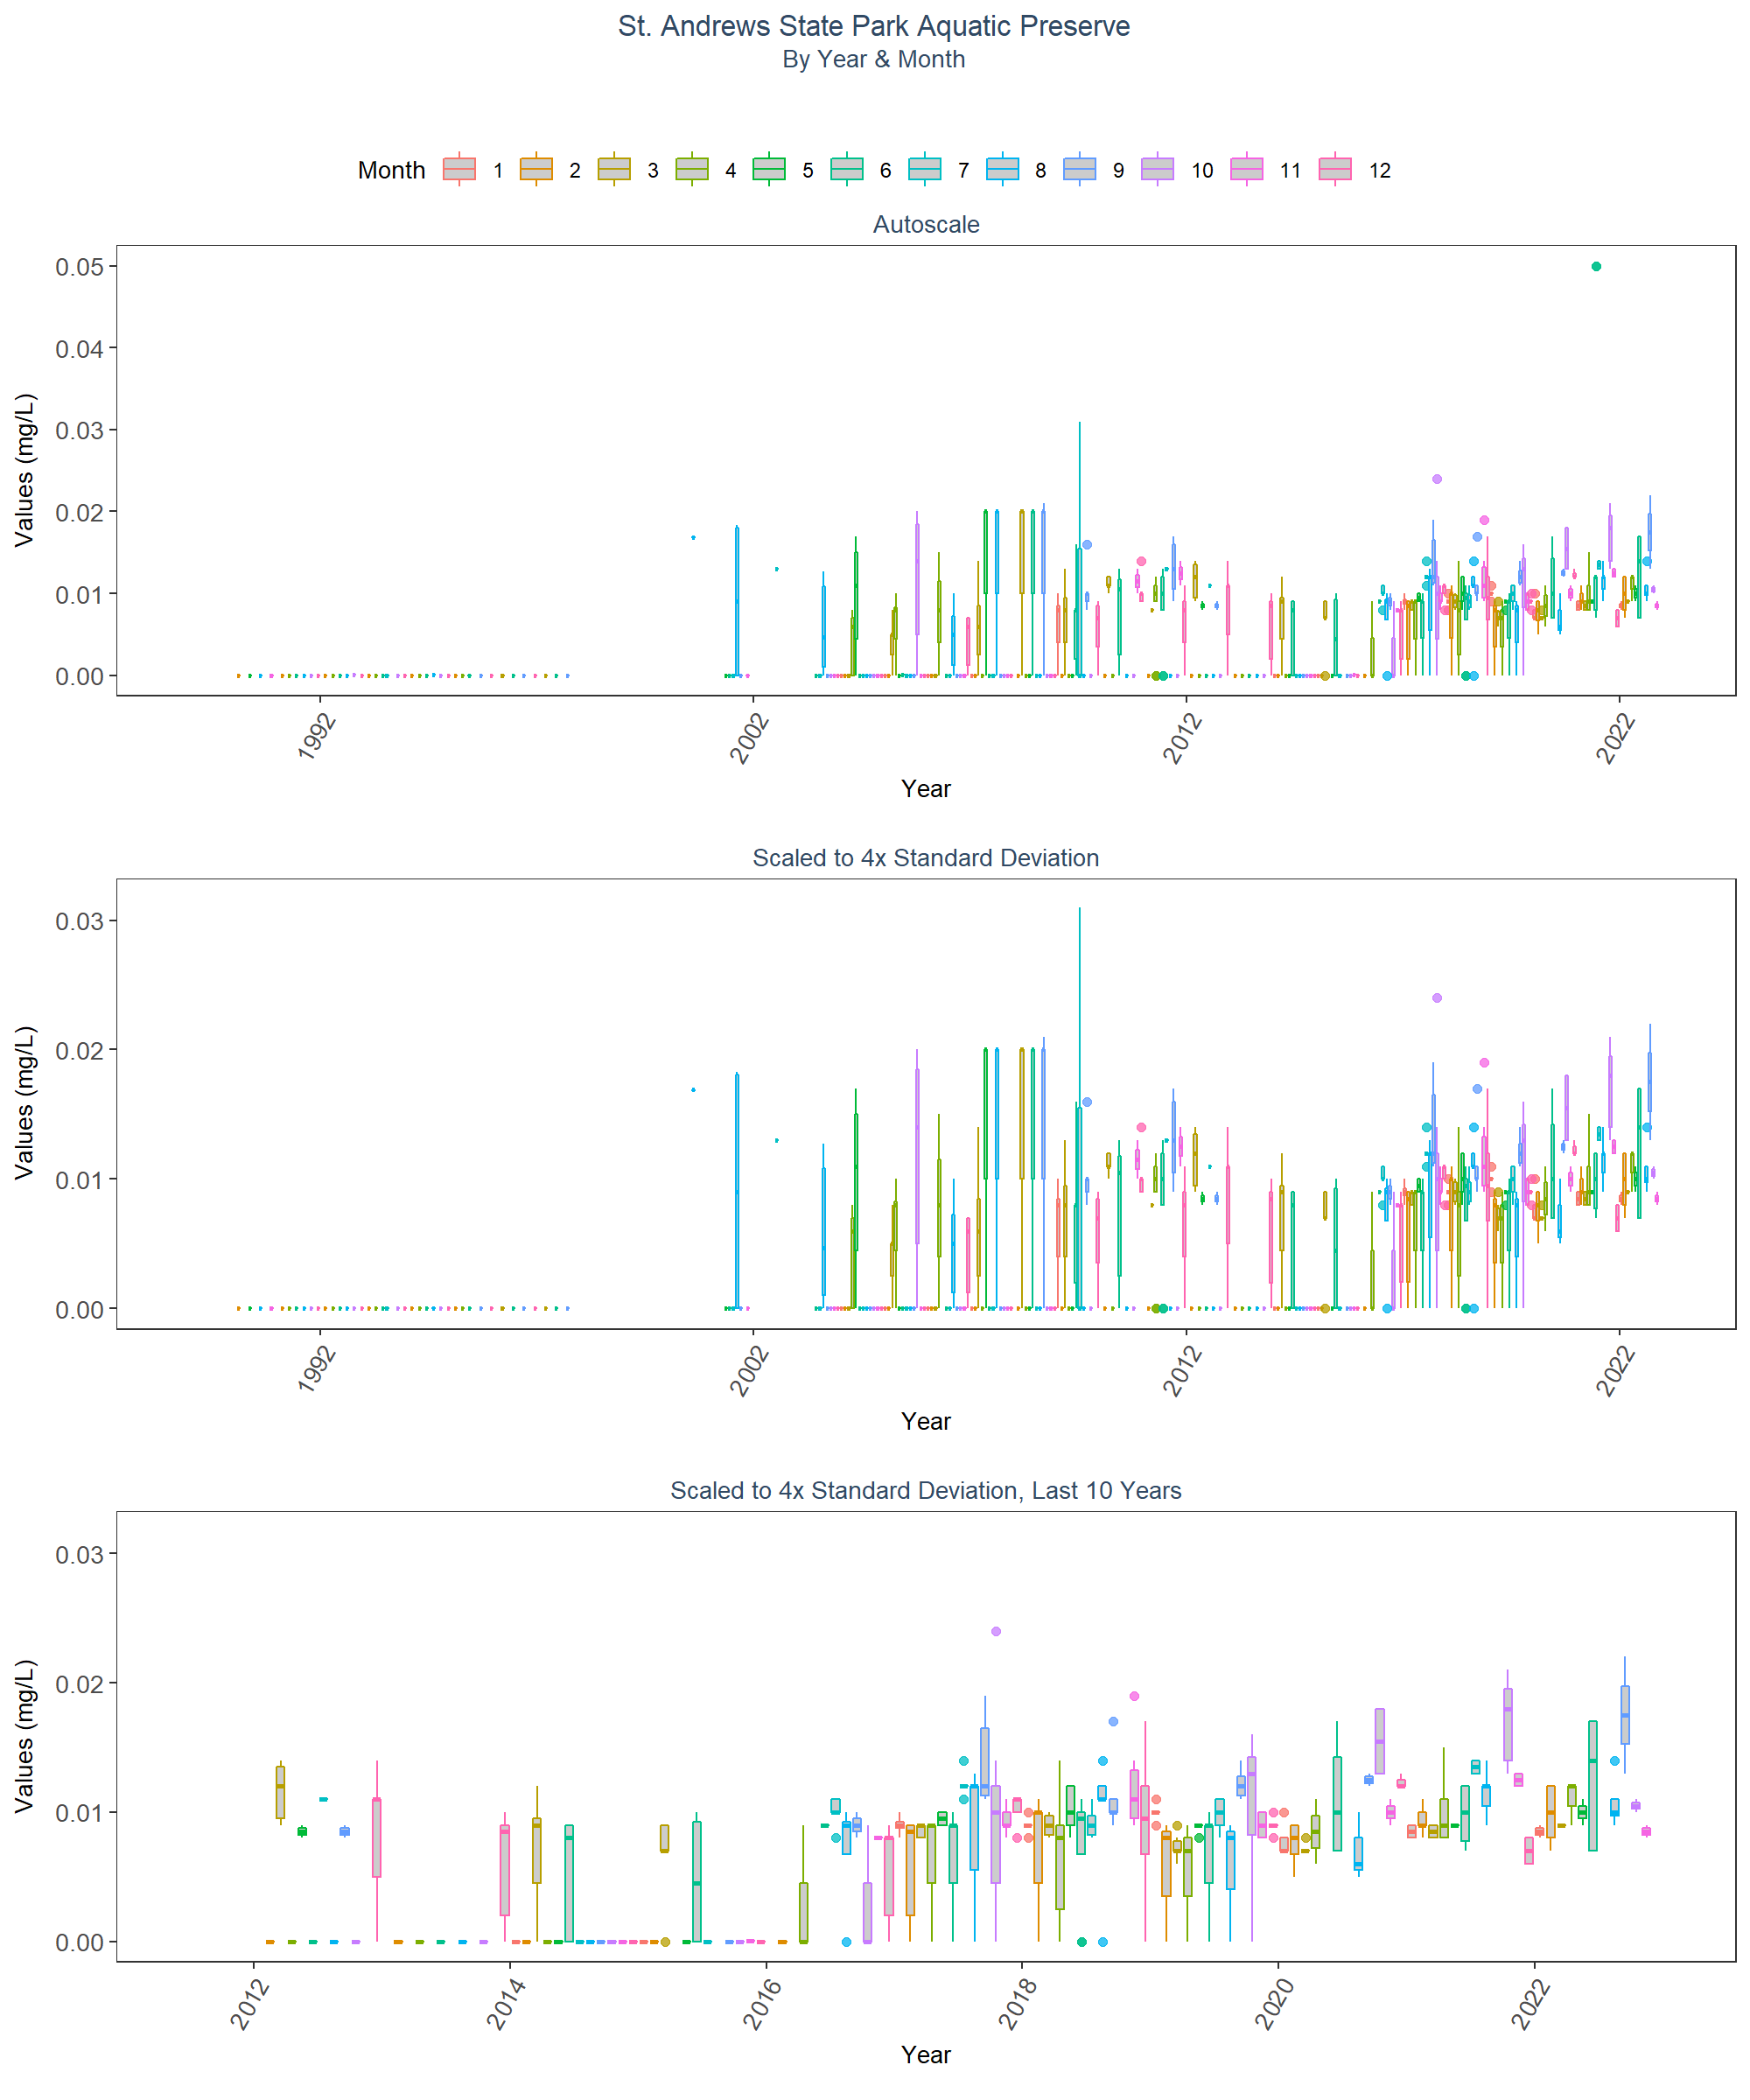 St. Andrews State Park Aquatic Preserve
By Year & Month
Month 1 2 3 4 5 6 7 8 9 10 11 12
Autoscale
0.05
0.04
0.03
0.02
0.01
0.00
Values (mg/L)
1992 2002 2012 2022
Year
Scaled to 4x Standard Deviation
0.03
0.02
0.01
0.00
Values (mg/L)
1992 2002 2012 2022
Year
Scaled to 4x Standard Deviation, Last 10 Years
0.03
0.02
0.01
0.00
Values (mg/L)
2012 2014 2016 2018 2020 2022
Year